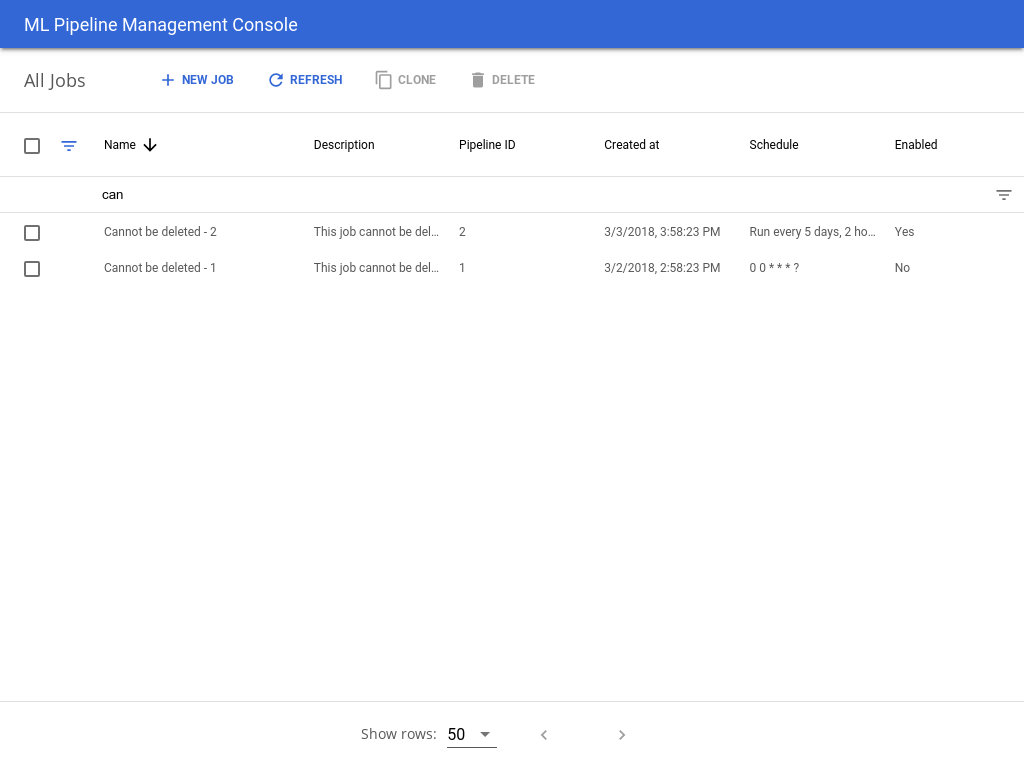 ML Pipeline Management Console
All Jobs NEW JOB REFRESH CLONE DELETE
Name Description Pipeline ID Created at Schedule Enabled
can
Cannot be deleted - 2 This job cannot be del... 2 3/3/2018, 3:58:23 PM Run every 5 days, 2 ho... Yes
Cannot be deleted - 1 This job cannot be del... 1 3/2/2018, 2:58:23 PM 0 0 * * * ? No
Show rows: 50